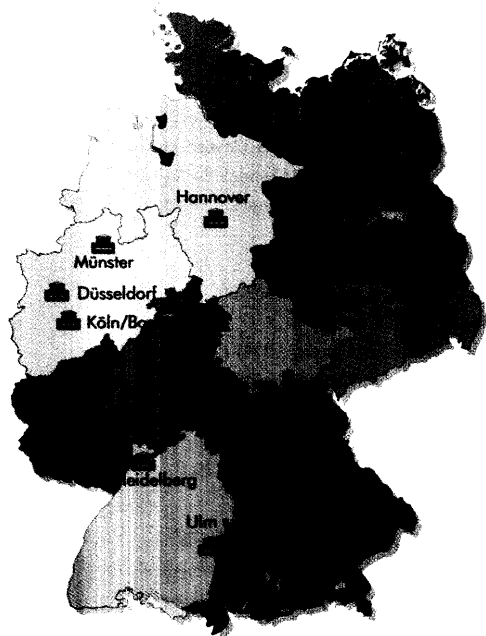 Hannover
Münster
Düsseldorf
Köln/Bo
eidelberg
Ulm